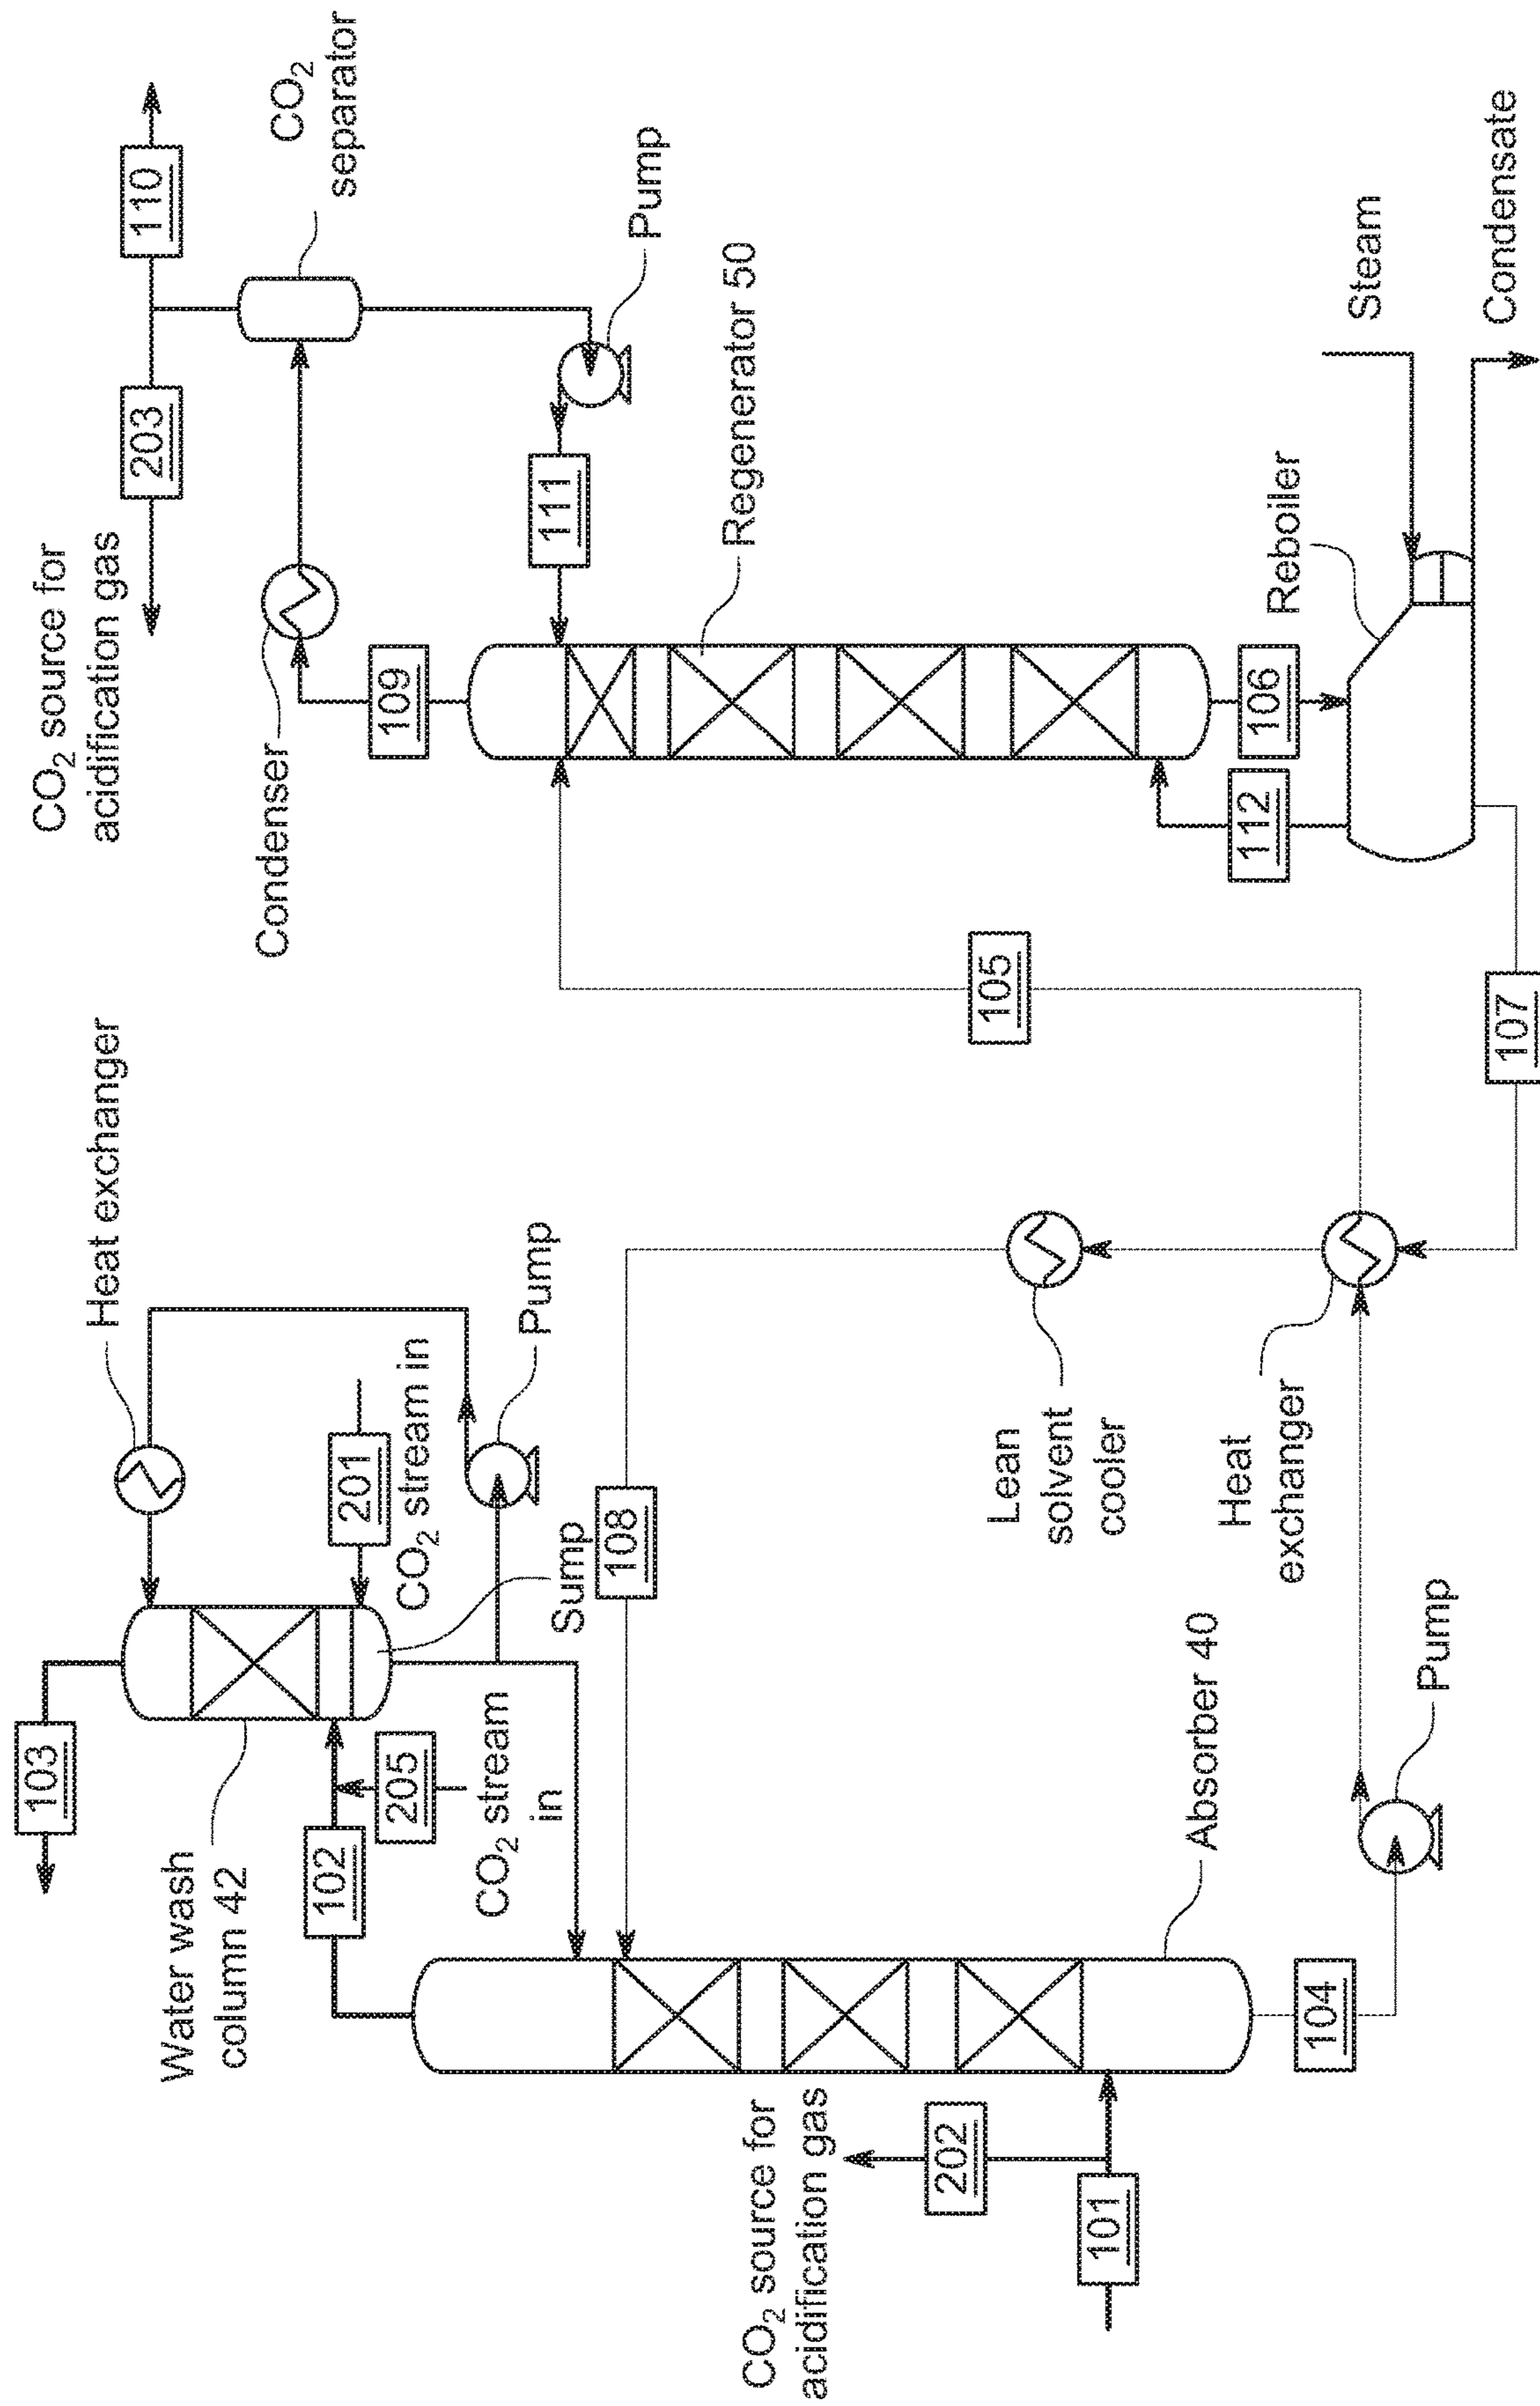 CO2 source for
acidification gas
203
110
CO2
separator
Condenser
109
111
Pump
Regenerator 50
105
112
106
Reboiler
Steam
Condensate
107
Heat exchanger
103
Water wash
column 42
102
205
CO2 stream
in
201
CO2 stream in
Sump
Pump
108
Lean
solvent
cooler
Heat
exchanger
Absorber 40
Pump
104
CO2 source for
acidification gas
202
101